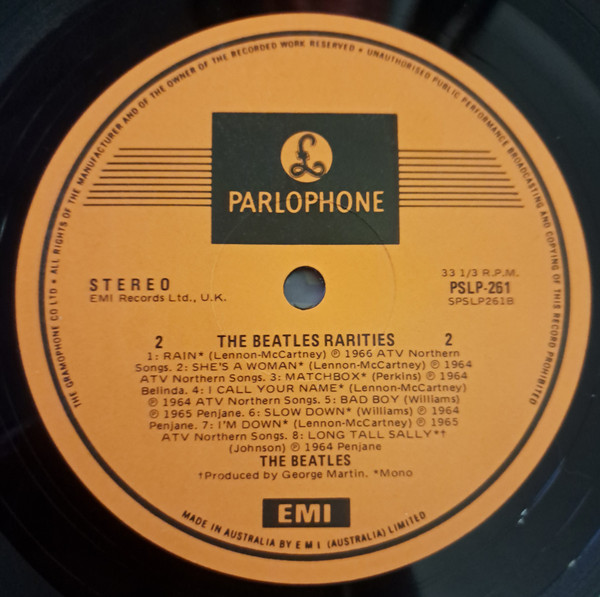 THE GRAMOPHONE CO LTD • ALL RIGHTS OF THE MANUFACTURER AND OF THE OWNER OF THE RECORDED WORK RESERVED • UNAUTHORISED PUBLIC PERFORMANCE BROADCASTING AND COPYING OF THIS RECORD PROHIBITED
£
PARLOPHONE
STEREO
EMI Records Ltd., U.K.
33 1/3 R.P.M.
PSLP-261
SPSLP261B
2 THE BEATLES RARITIES 2
1: RAIN* (Lennon-McCartney) ℗ 1966 ATV Northern
Songs. 2: SHE'S A WOMAN* (Lennon-McCartney) ℗ 1964
ATV Northern Songs. 3: MATCHBOX* (Perkins) ℗ 1964
Belinda. 4: I CALL YOUR NAME* (Lennon-McCartney)
℗ 1964 ATV Northern Songs. 5: BAD BOY (Williams)
℗ 1965 Penjane. 6: SLOW DOWN* (Williams) ℗ 1964
Penjane. 7: I'M DOWN* (Lennon-McCartney) ℗ 1965
ATV Northern Songs. 8: LONG TALL SALLY*†
(Johnson) ℗ 1964 Penjane
THE BEATLES
†Produced by George Martin. *Mono
EMI
MADE IN AUSTRALIA BY E M I (AUSTRALIA) LIMITED